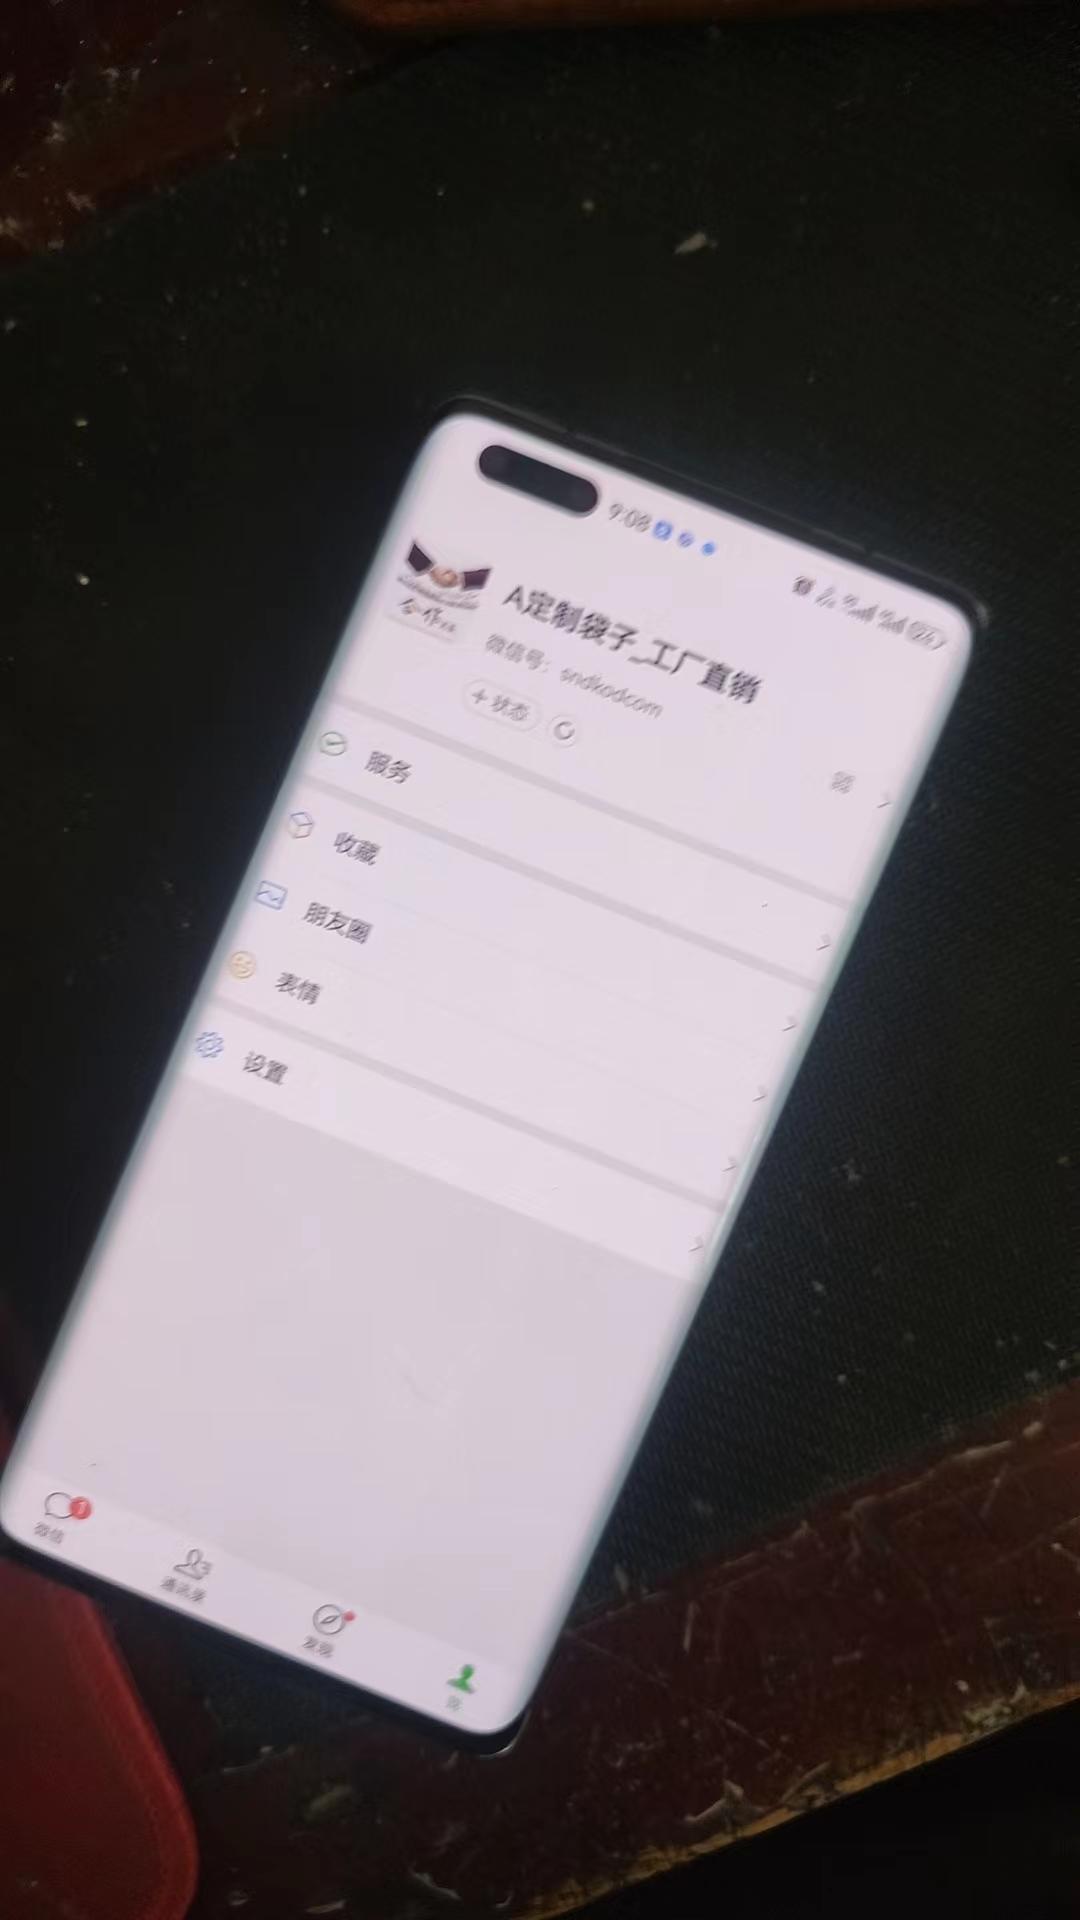 9:08
合作
A定制袋子_工厂直销
微信号：sndkodcom
+ 状态
服务
收藏
朋友圈
表情
设置
1
微信
通讯录
发现
我